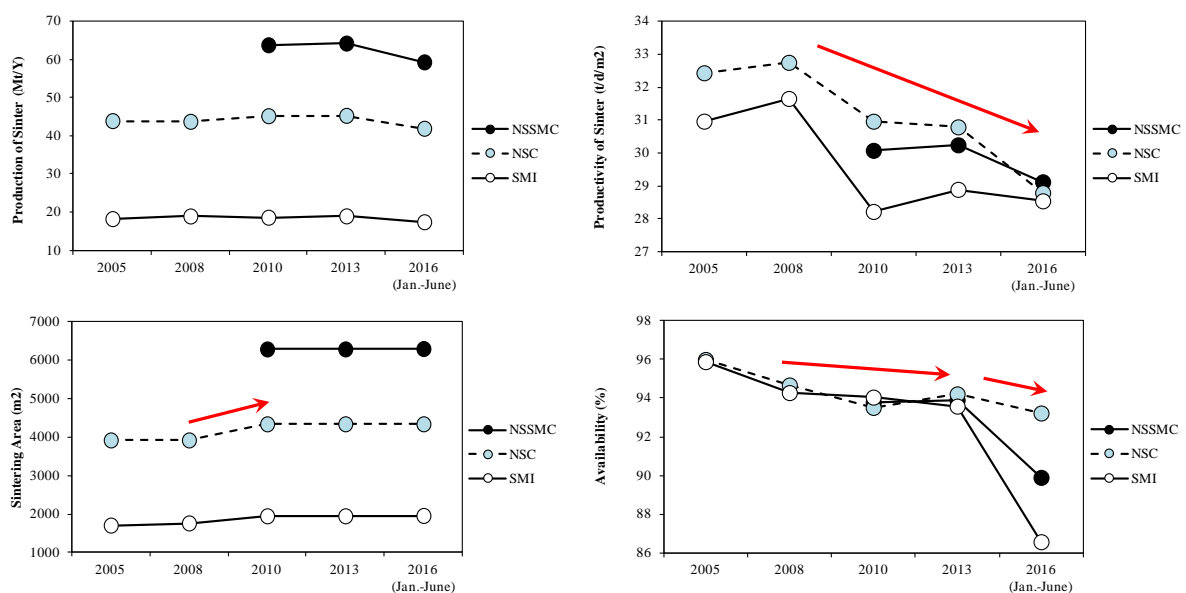 Production of Sinter (Mt/Y)
70
60
50
40
30
20
10
2005
2008
2010
2013
2016
(Jan.-June)
NSSMC
NSC
SMI
Productivity of Sinter (t/d/m2)
34
33
32
31
30
29
28
27
2005
2008
2010
2013
2016
(Jan.-June)
NSSMC
NSC
SMI
Sintering Area (m2)
7000
6000
5000
4000
3000
2000
1000
2005
2008
2010
2013
2016
(Jan.-June)
NSSMC
NSC
SMI
Availability (%)
98
96
94
92
90
88
86
2005
2008
2010
2013
2016
(Jan.-June)
NSSMC
NSC
SMI